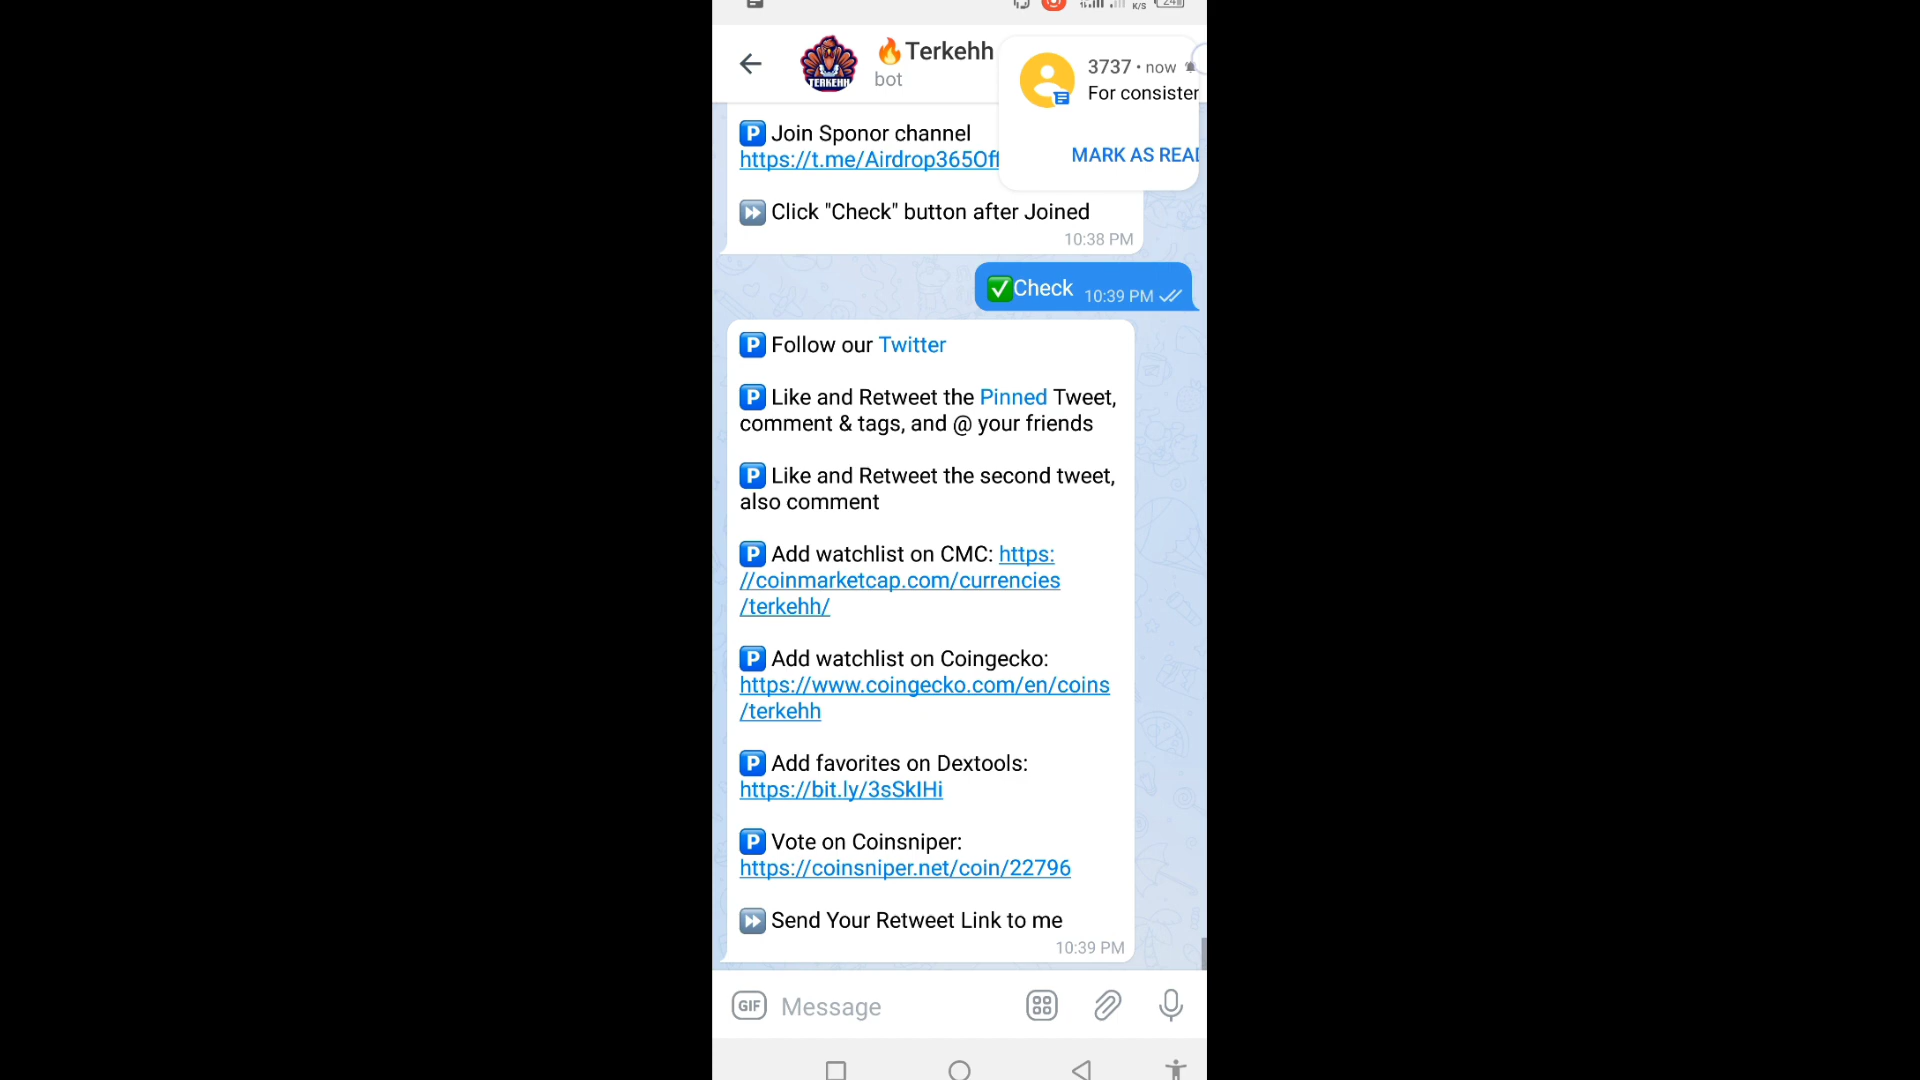 🔥Terkehh
bot
TERKEHH
3737 • now
For consister
MARK AS REA
🅿 Join Sponor channel
https://t.me/Airdrop365Off
⏩ Click "Check" button after Joined
10:38 PM
✅Check 10:39 PM
🅿 Follow our Twitter
🅿 Like and Retweet the Pinned Tweet,
comment & tags, and @ your friends
🅿 Like and Retweet the second tweet,
also comment
🅿 Add watchlist on CMC: https:
//coinmarketcap.com/currencies
/terkehh/
🅿 Add watchlist on Coingecko:
https://www.coingecko.com/en/coins
/terkehh
🅿 Add favorites on Dextools:
https://bit.ly/3sSkIHi
🅿 Vote on Coinsniper:
https://coinsniper.net/coin/22796
⏩ Send Your Retweet Link to me
10:39 PM
GIF Message